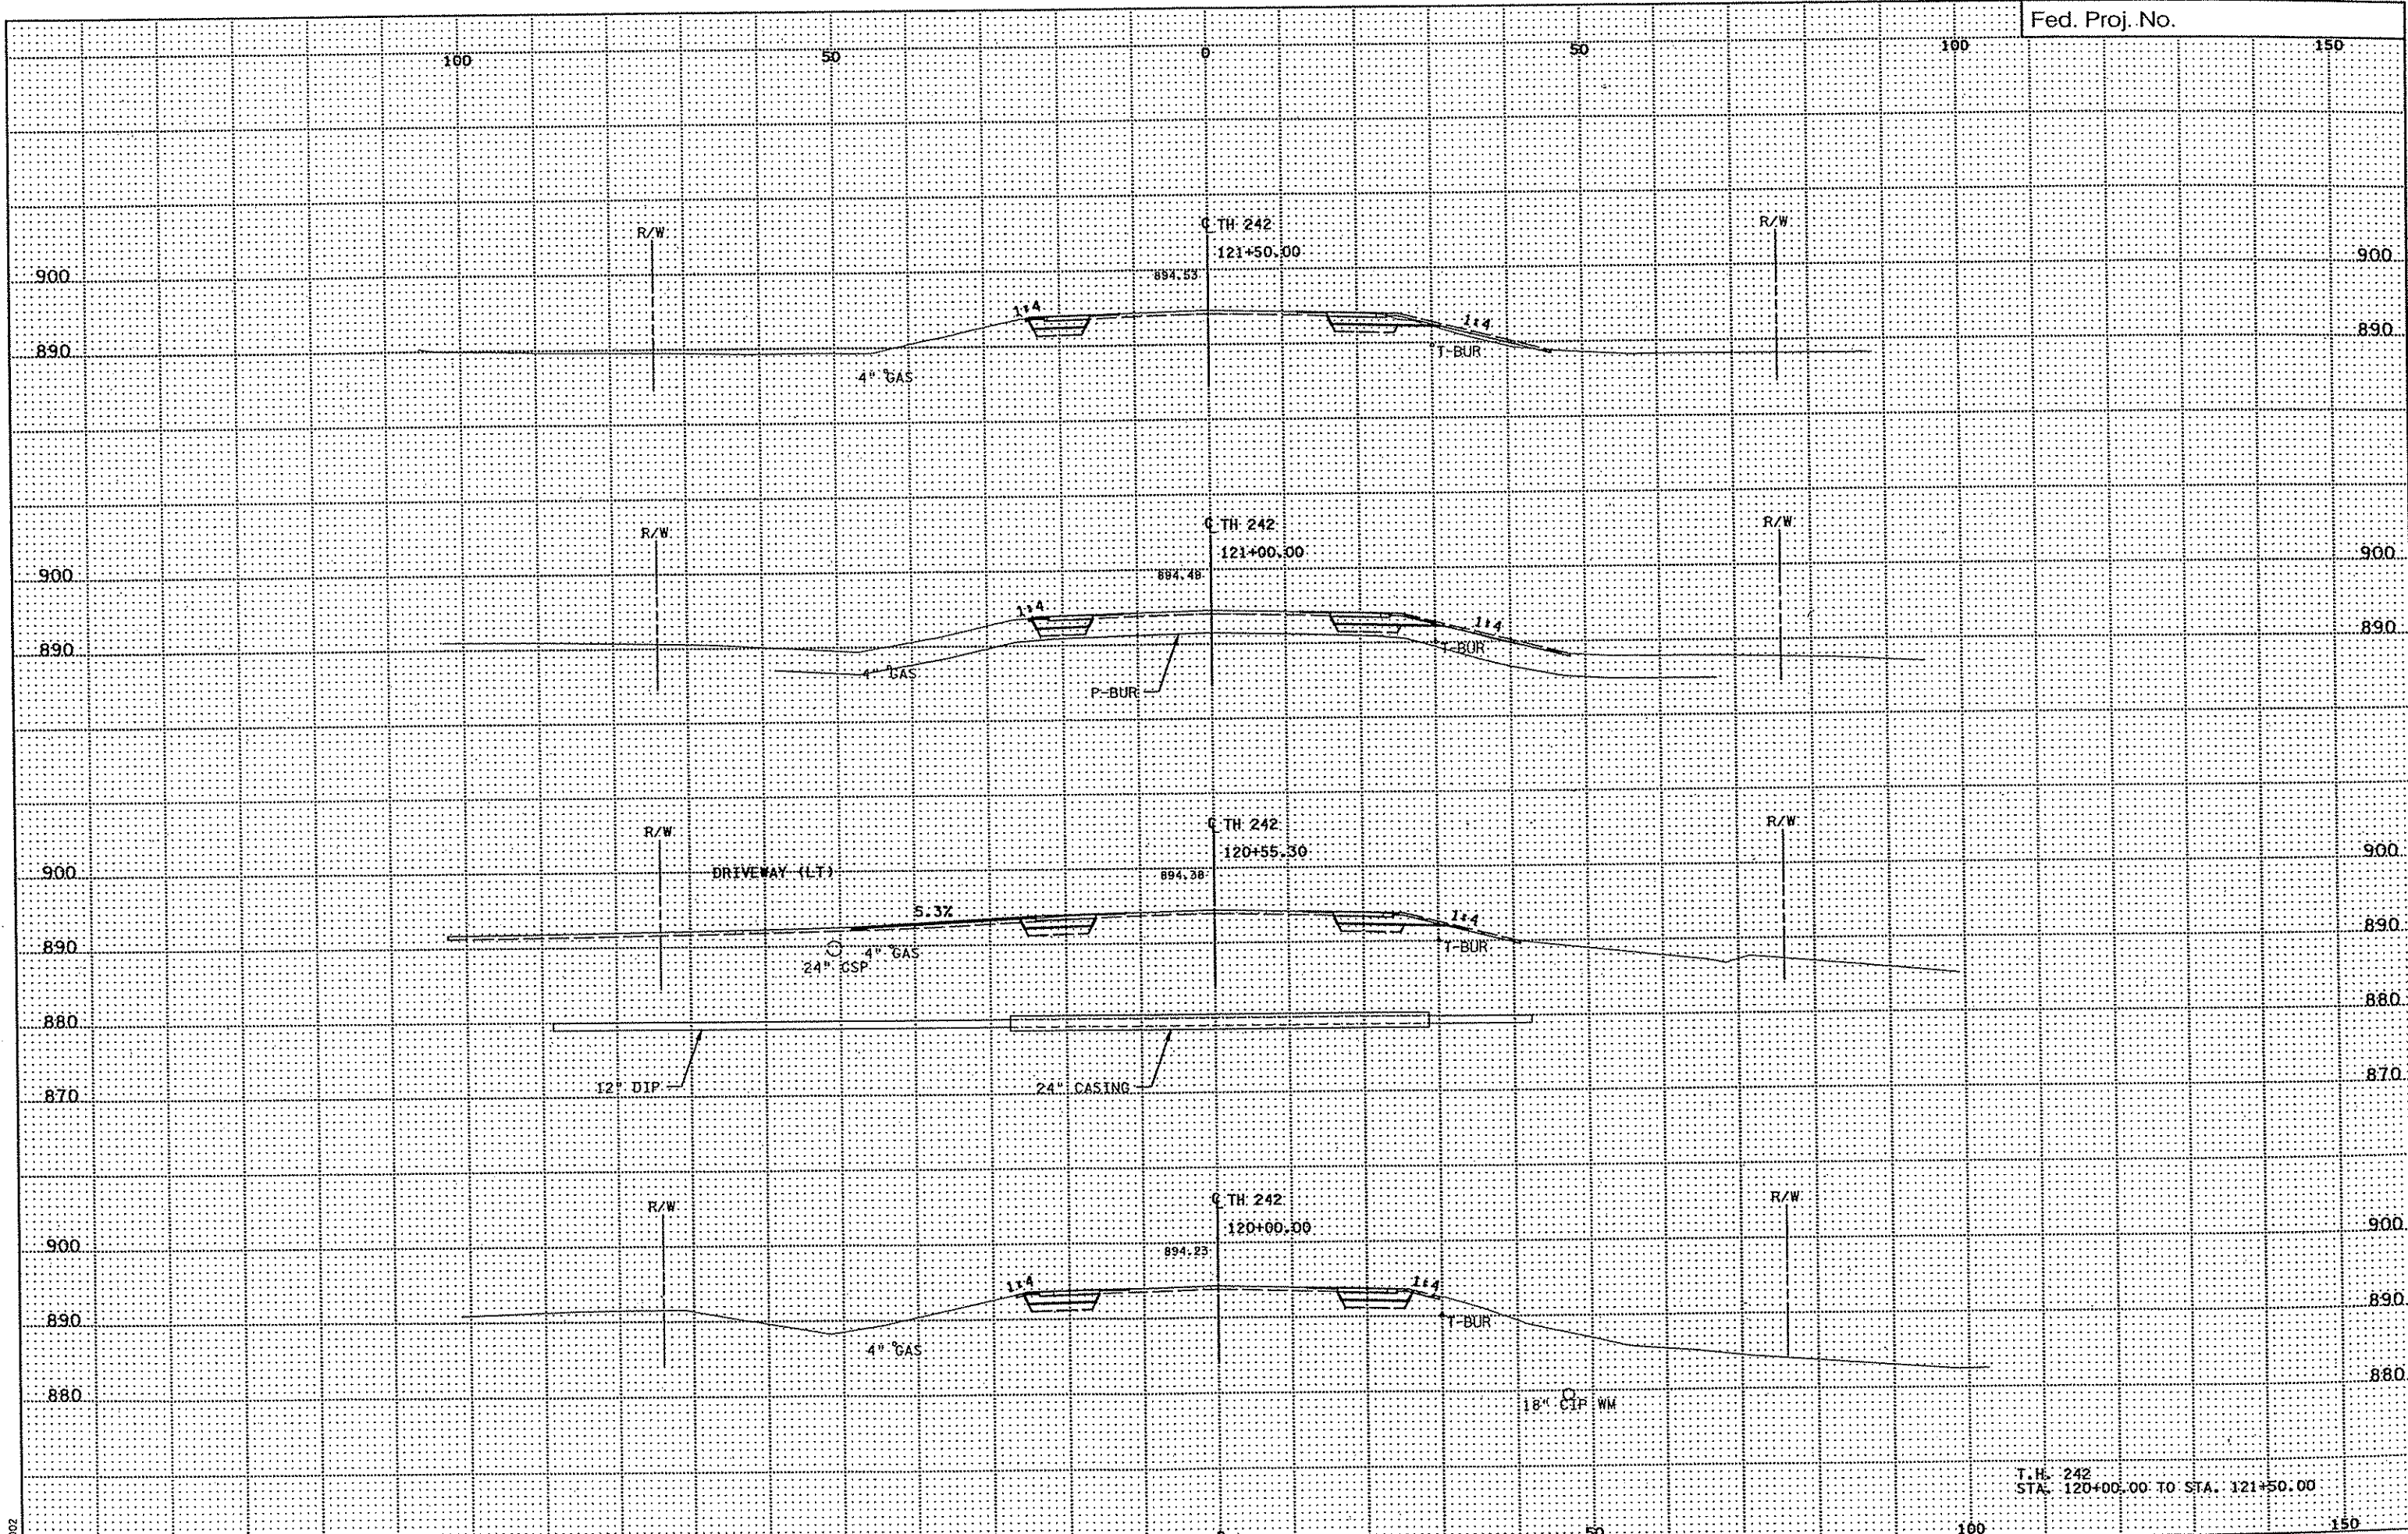 Fed. Proj. No.
100 50 0 50 100 150
R/W
℄ TH 242
R/W
121+50.00
900
894.53
900
1:4
1:4
890
T-BUR
890
4" GAS
R/W
℄ TH 242
R/W
121+00.00
900
894.49
900
1:4
1:4
890
T-BUR
890
4" GAS
P-BUR
R/W
℄ TH 242
R/W
120+55.30
900
DRIVEWAY (LT)
894.38
900
5.3%
1:4
890
4" GAS
T-BUR
890
24" CSP
880
880
12" DIP
24" CASING
870
870
R/W
℄ TH 242
R/W
120+00.00
900
894.23
900
1:4
1:4
890
T-BUR
890
4" GAS
880
880
18" CIP WM
T.H. 242
STA. 120+00.00 TO STA. 121+50.00
50 100 150